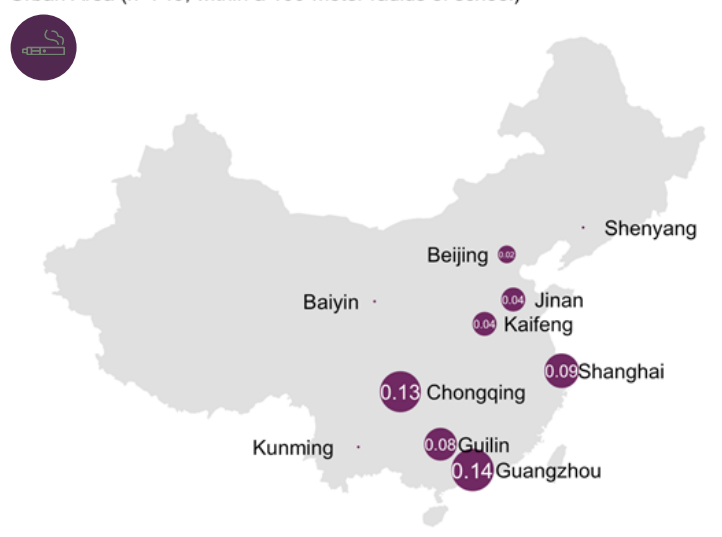 Shenyang
Beijing 0.02
Baiyin
0.04 Jinan
0.04 Kaifeng
0.09 Shanghai
0.13 Chongqing
Kunming
0.08 Guilin
0.14 Guangzhou